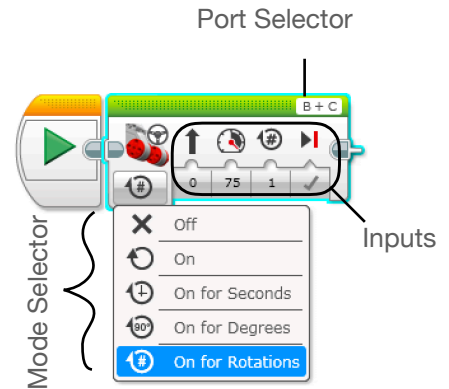 Port Selector
B + C
#
0 75 1
#
Mode Selector
Off
On
On for Seconds
90° On for Degrees
# On for Rotations
Inputs